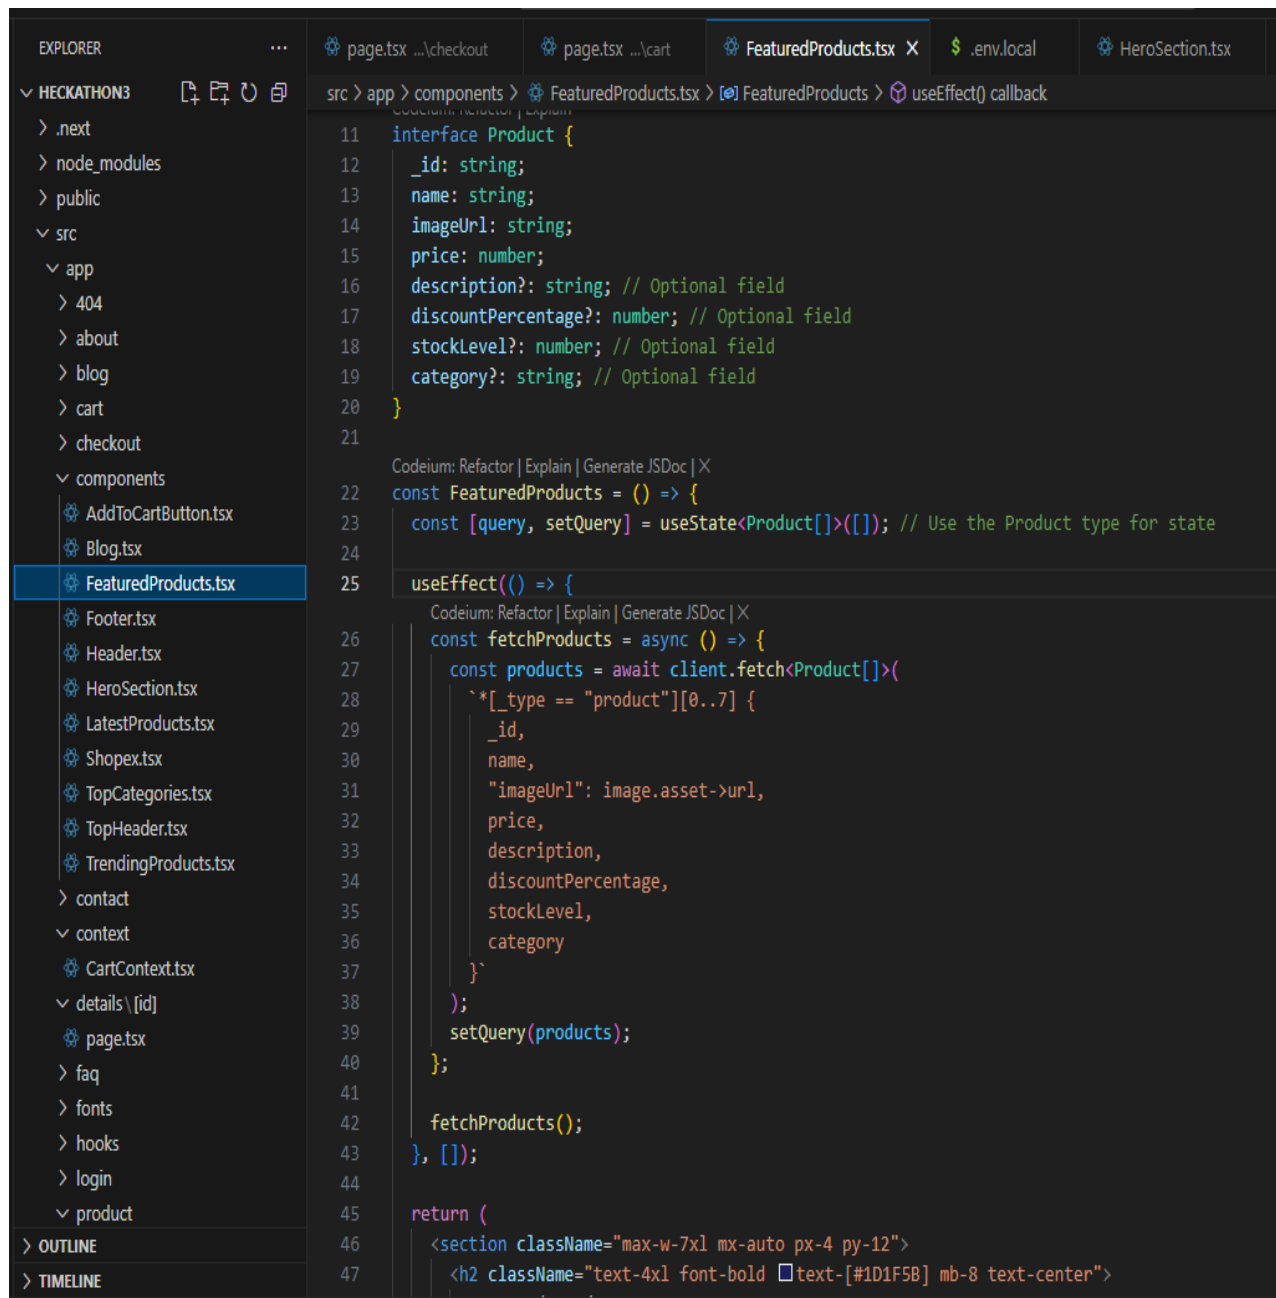 EXPLORER ...
HECKATHON3
.next
node_modules
public
src
app
404
about
blog
cart
checkout
components
AddToCartButton.tsx
Blog.tsx
FeaturedProducts.tsx
Footer.tsx
Header.tsx
HeroSection.tsx
LatestProducts.tsx
Shopex.tsx
TopCategories.tsx
TopHeader.tsx
TrendingProducts.tsx
contact
context
CartContext.tsx
details\[id]
page.tsx
faq
fonts
hooks
login
product
OUTLINE
TIMELINE
page.tsx ...\checkout page.tsx ...\cart FeaturedProducts.tsx X $ .env.local HeroSection.tsx
src > app > components > FeaturedProducts.tsx > FeaturedProducts > useEffect() callback
Codeium: Refactor | Explain
11 interface Product {
12 _id: string;
13 name: string;
14 imageUrl: string;
15 price: number;
16 description?: string; // Optional field
17 discountPercentage?: number; // Optional field
18 stockLevel?: number; // Optional field
19 category?: string; // Optional field
20 }
21
Codeium: Refactor | Explain | Generate JSDoc | X
22 const FeaturedProducts = () => {
23 const [query, setQuery] = useState<Product[]>([]); // Use the Product type for state
24
25 useEffect(() => {
Codeium: Refactor | Explain | Generate JSDoc | X
26 const fetchProducts = async () => {
27 const products = await client.fetch<Product[]>(
28 `*[_type == "product"][0..7] {
29 _id,
30 name,
31 "imageUrl": image.asset->url,
32 price,
33 description,
34 discountPercentage,
35 stockLevel,
36 category
37 }`
38 );
39 setQuery(products);
40 };
41
42 fetchProducts();
43 }, []);
44
45 return (
46 <section className="max-w-7xl mx-auto px-4 py-12">
47 <h2 className="text-4xl font-bold text-[#1D1F5B] mb-8 text-center">